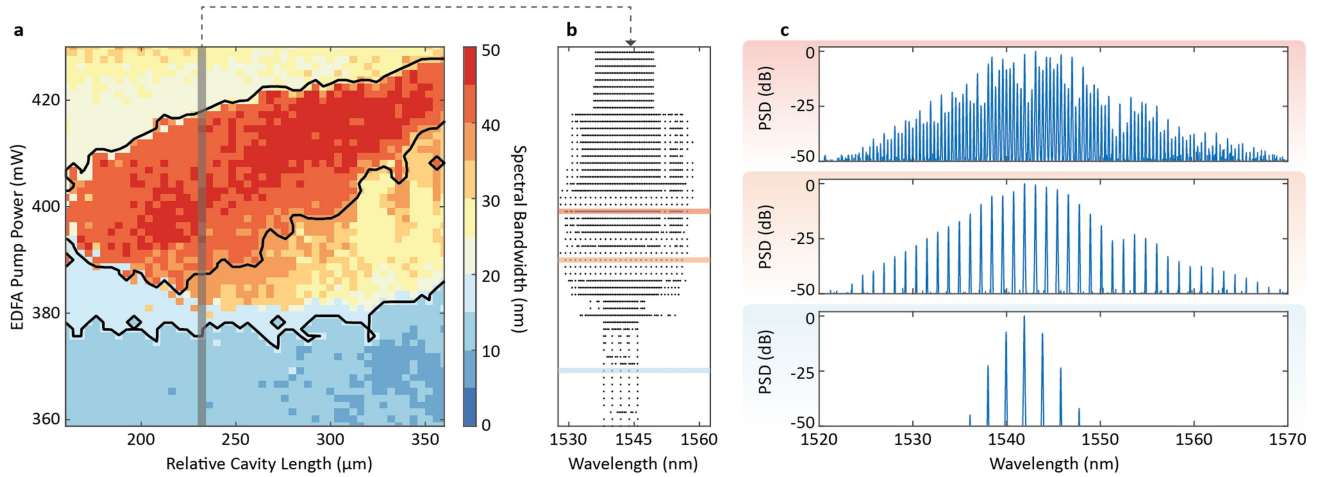 a
b
c
EDFA Pump Power (mW)
420
400
380
360
200
250
300
350
Relative Cavity Length (µm)
50
40
30
20
10
0
Spectral Bandwidth (nm)
1530
1545
1560
Wavelength (nm)
PSD (dB)
0
-25
-50
PSD (dB)
0
-25
-50
PSD (dB)
0
-25
-50
1520
1530
1540
1550
1560
1570
Wavelength (nm)